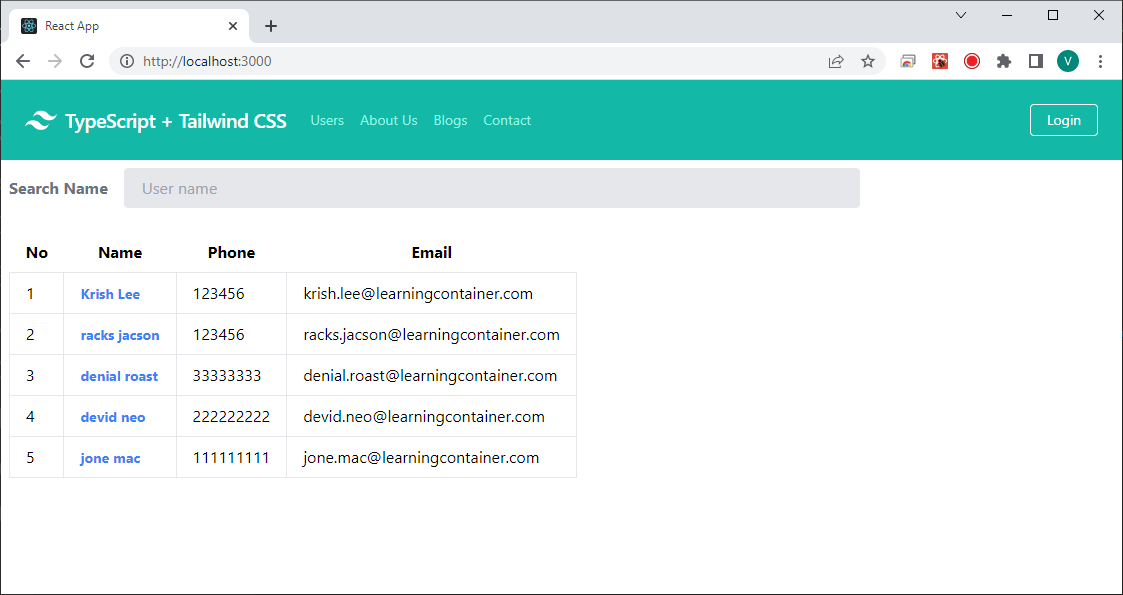 React App
http://localhost:3000
V
TypeScript + Tailwind CSS Users About Us Blogs Contact Login
Search Name User name
No Name Phone Email
1 Krish Lee 123456 krish.lee@learningcontainer.com
2 racks jacson 123456 racks.jacson@learningcontainer.com
3 denial roast 33333333 denial.roast@learningcontainer.com
4 devid neo 222222222 devid.neo@learningcontainer.com
5 jone mac 111111111 jone.mac@learningcontainer.com